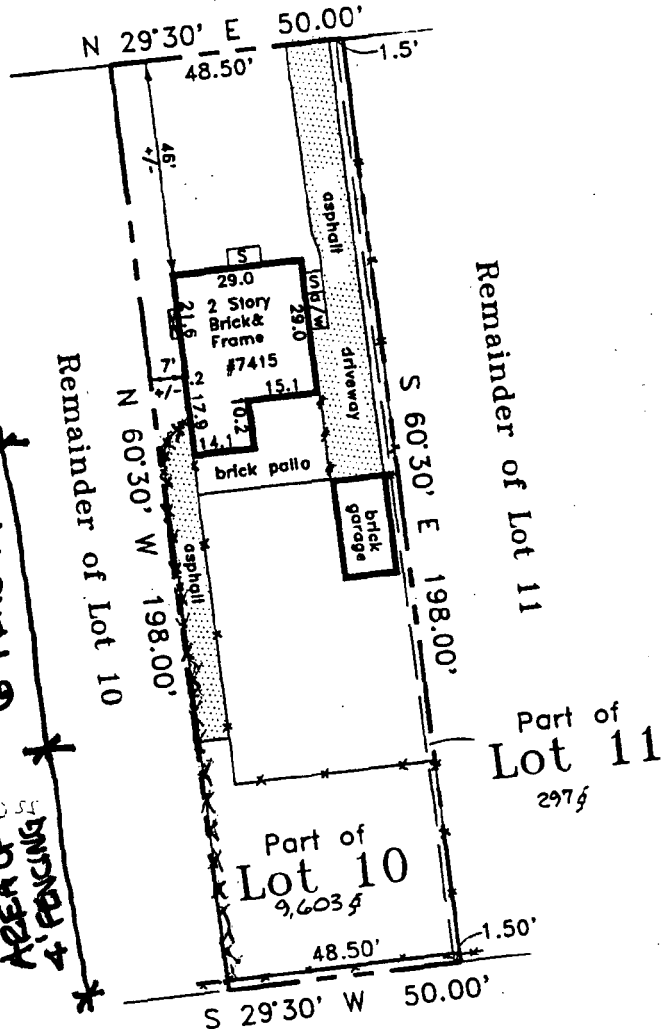 N 29°30' E 50.00'
48.50'
1.5'
46'
+/-
asphalt
S
29.0
S
d/w
2 Story
Brick&
Frame
#7415
21.6
29.0
driveway
7'
+/-
.2
17.9
15.1
10.2
14.1
brick patio
brick
garage
asphalt
Remainder of Lot 10
N 60°30' W 198.00'
S 60°30' E 198.00'
Remainder of Lot 11
Part of
Lot 11
297
Part of
Lot 10
9,603
AREA OF
4' FENCING
48.50'
1.50'
S 29°30' W 50.00'